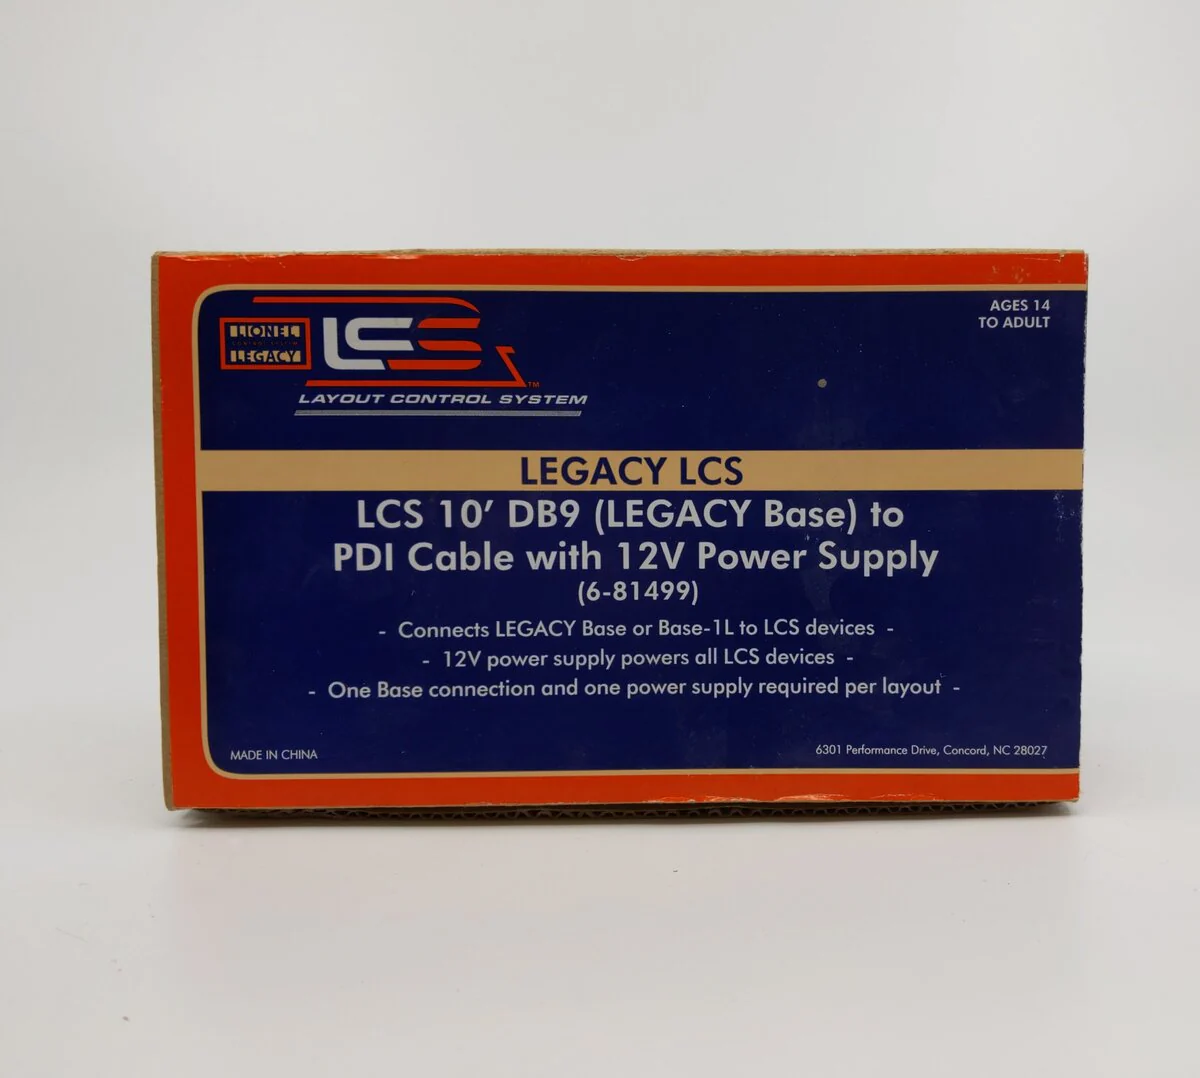 AGES 14
TO ADULT
LIONEL
CONTROL SYSTEM
LEGACY
LCS
TM
LAYOUT CONTROL SYSTEM
LEGACY LCS
LCS 10' DB9 (LEGACY Base) to
PDI Cable with 12V Power Supply
(6-81499)
- Connects LEGACY Base or Base-1L to LCS devices -
- 12V power supply powers all LCS devices -
- One Base connection and one power supply required per layout -
MADE IN CHINA
6301 Performance Drive, Concord, NC 28027